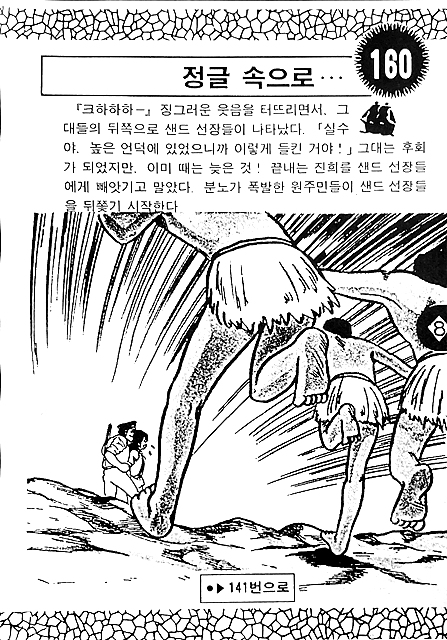 160
정글 속으로…
『크하하하-』 징그러운 웃음을 터뜨리면서, 그
대들의 뒤쪽으로 샌드 선장들이 나타났다. 「실수
야. 높은 언덕에 있었으니까 이렇게 들킨 거야!」 그대는 후회
가 되었지만, 이미 때는 늦은 것! 끝내는 진희를 샌드 선장들
에게 빼앗기고 말았다. 분노가 폭발한 원주민들이 샌드 선장들
을 뒤쫓기 시작한다
8
●▶141번으로